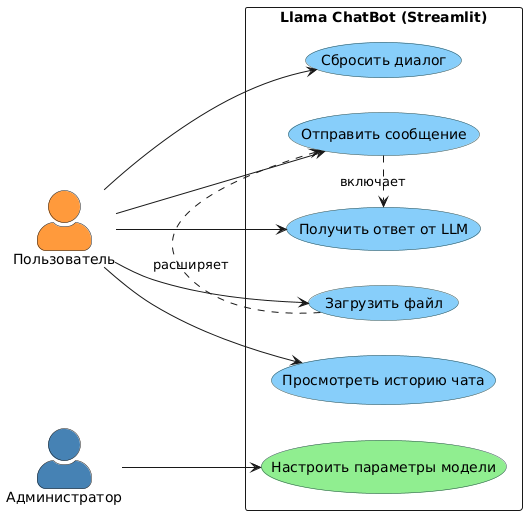 Llama ChatBot (Streamlit)
Сбросить диалог
Отправить сообщение
включает
Получить ответ от LLM
Пользователь
расширяет
Загрузить файл
Просмотреть историю чата
Настроить параметры модели
Администратор